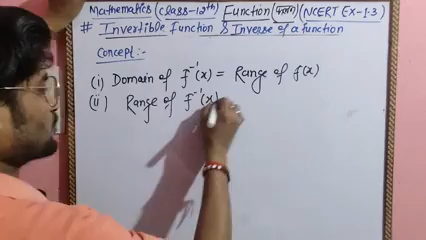 Mathematics (Class-12th) Function (फलन) (NCERT EX-1.3)
# Invertible Function & Inverse of a function
Concept:-
(i) Domain of f⁻¹(x) = Range of f(x)
(ii) Range of f⁻¹(x)